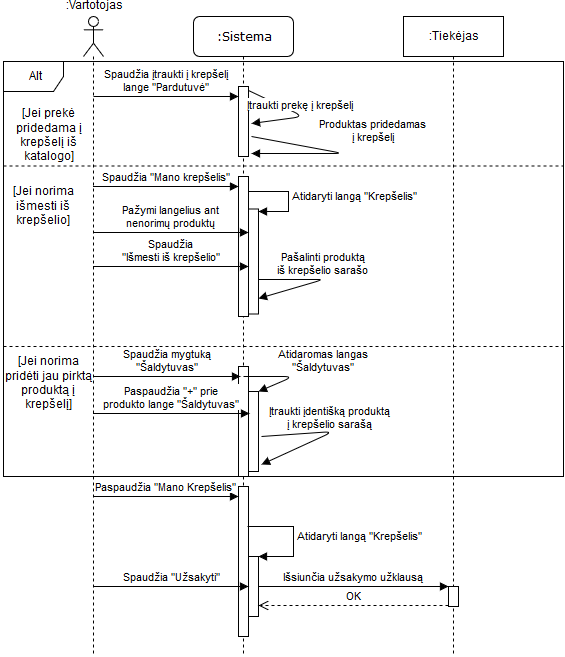 :Vartotojas
:Sistema
:Tiekėjas
Alt
Spaudžia įtraukti į krepšelį
lange "Pardutuvė"
Įtraukti prekę į krepšelį
[Jei prekė
pridedama į
krepšelį iš
katalogo]
Produktas pridedamas
į krepšelį
[Jei norima
išmesti iš
krepšelio]
Spaudžia "Mano krepšelis"
Atidaryti langą "Krepšelis"
Pažymi langelius ant
nenorimų produktų
Spaudžia
"Išmesti iš krepšelio"
Pašalinti produktą
iš krepšelio sarašo
[Jei norima
pridėti jau pirktą
produktą į
krepšelį]
Spaudžia mygtuką
"Šaldytuvas"
Atidaromas langas
"Šaldytuvas"
Paspaudžia "+" prie
produkto lange "Šaldytuvas"
Įtraukti įdentišką produktą
į krepšelio sarašą
Paspaudžia "Mano Krepšelis"
Atidaryti langą "Krepšelis"
Spaudžia "Užsakyti"
Išsiunčia užsakymo užklausą
OK